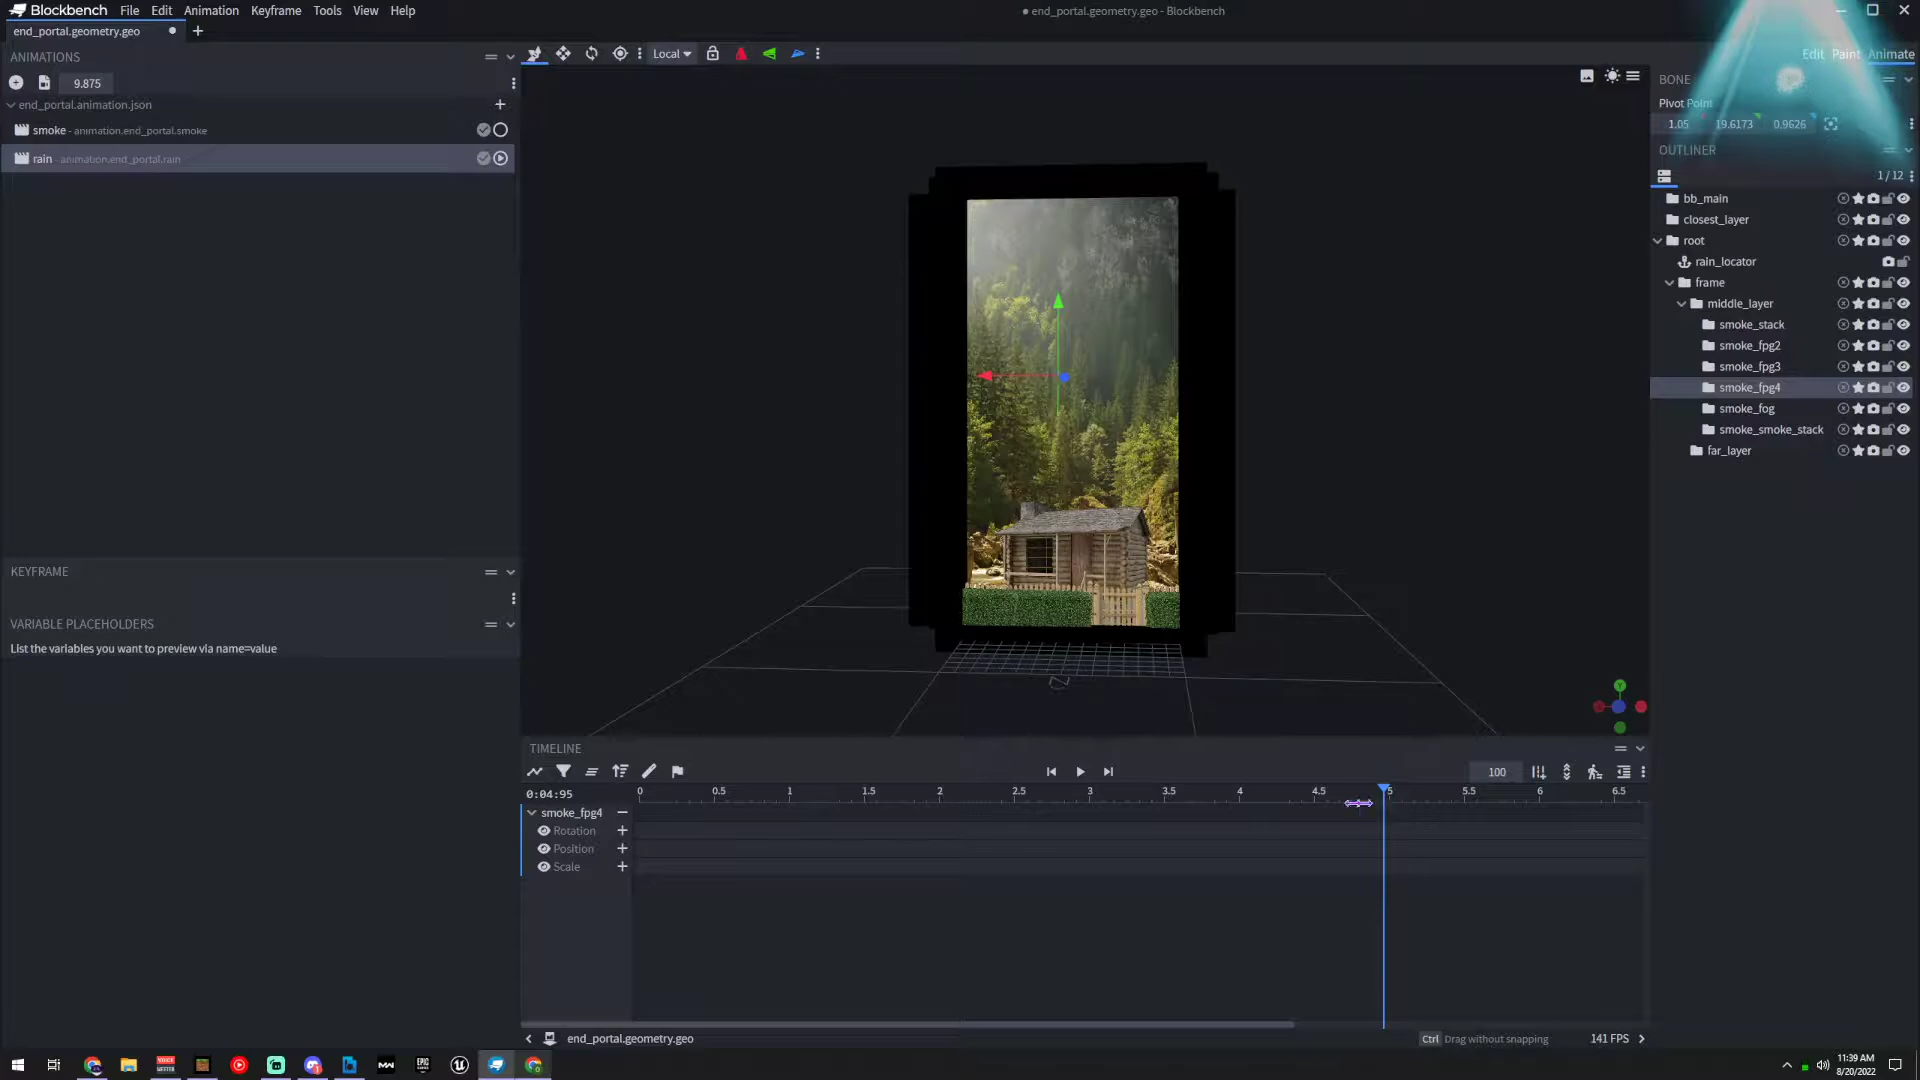 Blockbench File Edit Animation Keyframe Tools View Help
end_portal.geometry.geo - Blockbench
end_portal.geometry.geo
ANIMATIONS
Local
Edit Paint Animate
9.875
BONE
end_portal.animation.json
Pivot Point
smoke - animation.end_portal.smoke
1.05 19.6173 0.9626
rain - animation.end_portal.rain
OUTLINER
1 / 12
bb_main
closest_layer
root
rain_locator
frame
middle_layer
smoke_stack
smoke_fpg2
smoke_fpg3
smoke_fpg4
smoke_fog
smoke_smoke_stack
far_layer
KEYFRAME
VARIABLE PLACEHOLDERS
List the variables you want to preview via name=value
TIMELINE
100
0:04:95 0 0.5 1 1.5 2 2.5 3 3.5 4 4.5 5 5.5 6 6.5
smoke_fpg4
Rotation
Position
Scale
end_portal.geometry.geo
Ctrl Drag without snapping 141 FPS
11:39 AM
8/20/2022